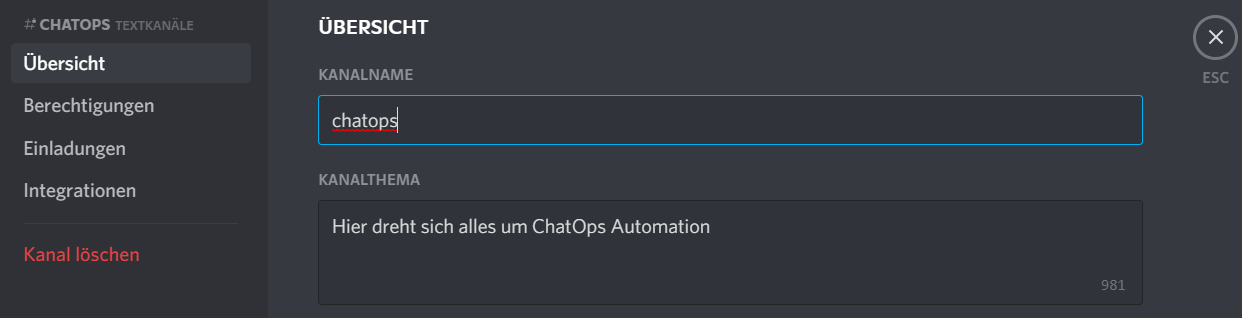 # CHATOPS TEXTKANÄLE
Übersicht
Berechtigungen
Einladungen
Integrationen
Kanal löschen
ÜBERSICHT
KANALNAME
chatops
KANALTHEMA
Hier dreht sich alles um ChatOps Automation
981
ESC